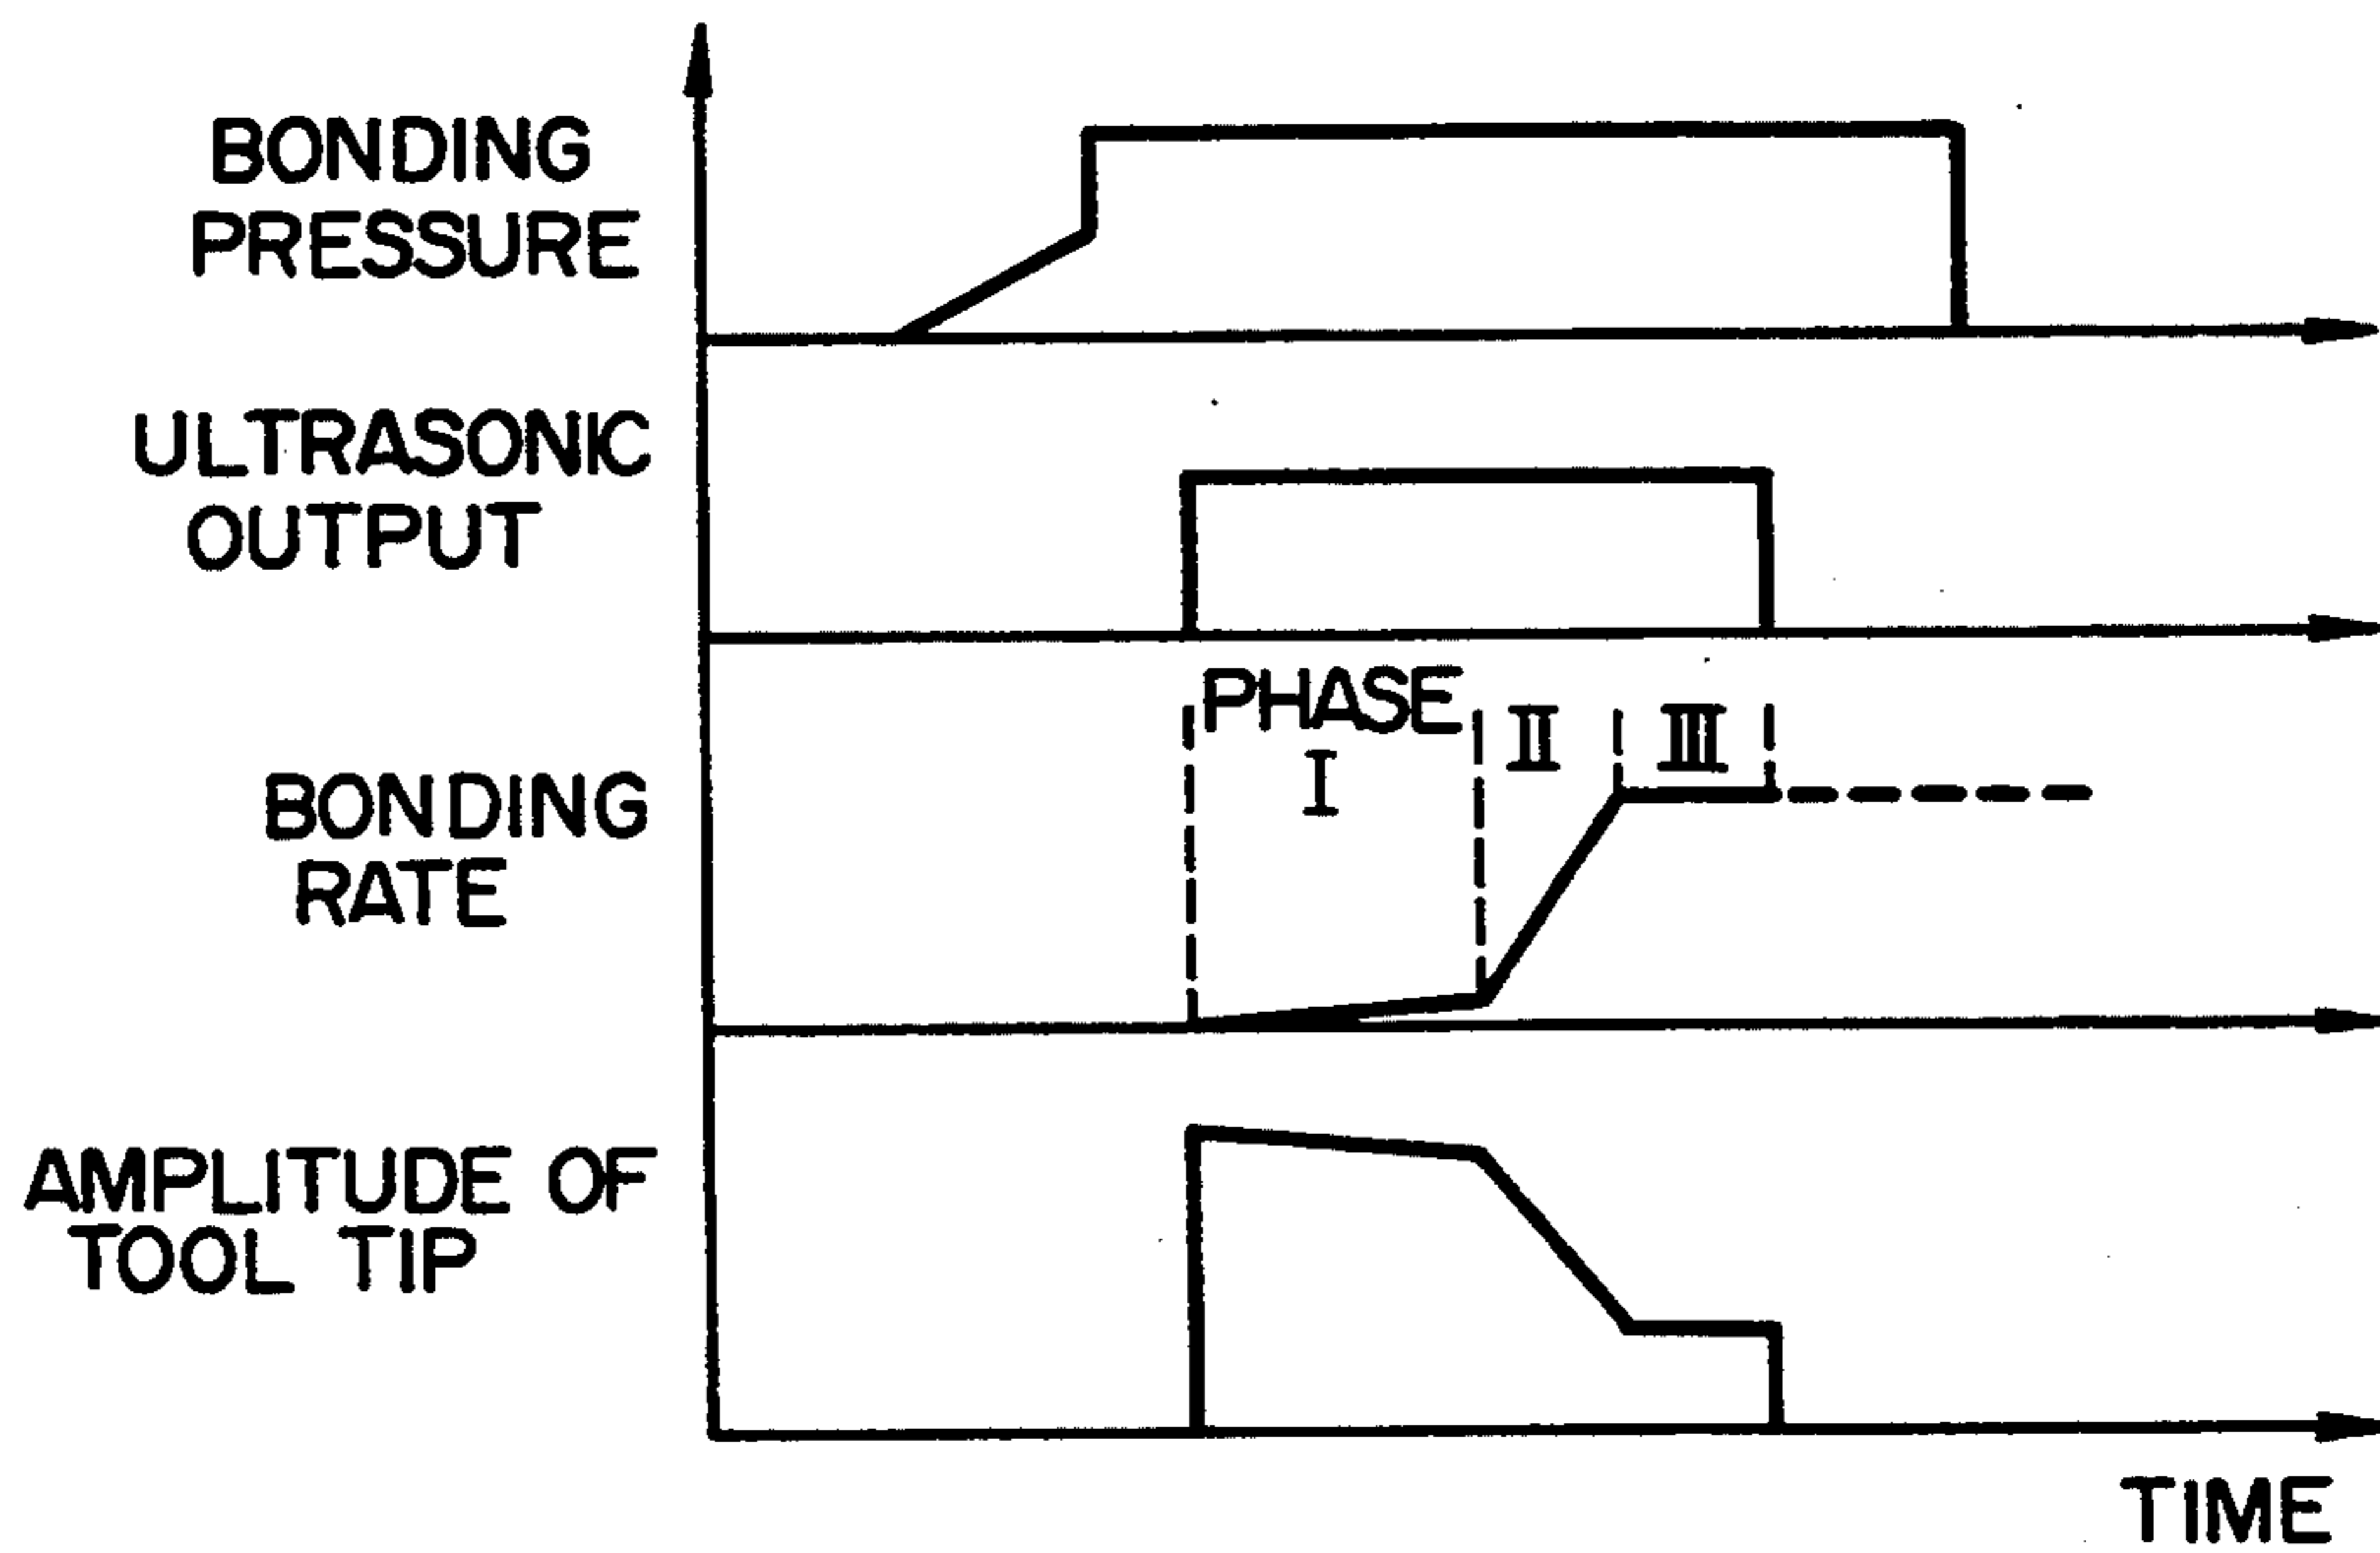 BONDING
PRESSURE
ULTRASONIC
OUTPUT
PHASE
I
II
III
BONDING
RATE
AMPLITUDE OF
TOOL TIP
TIME